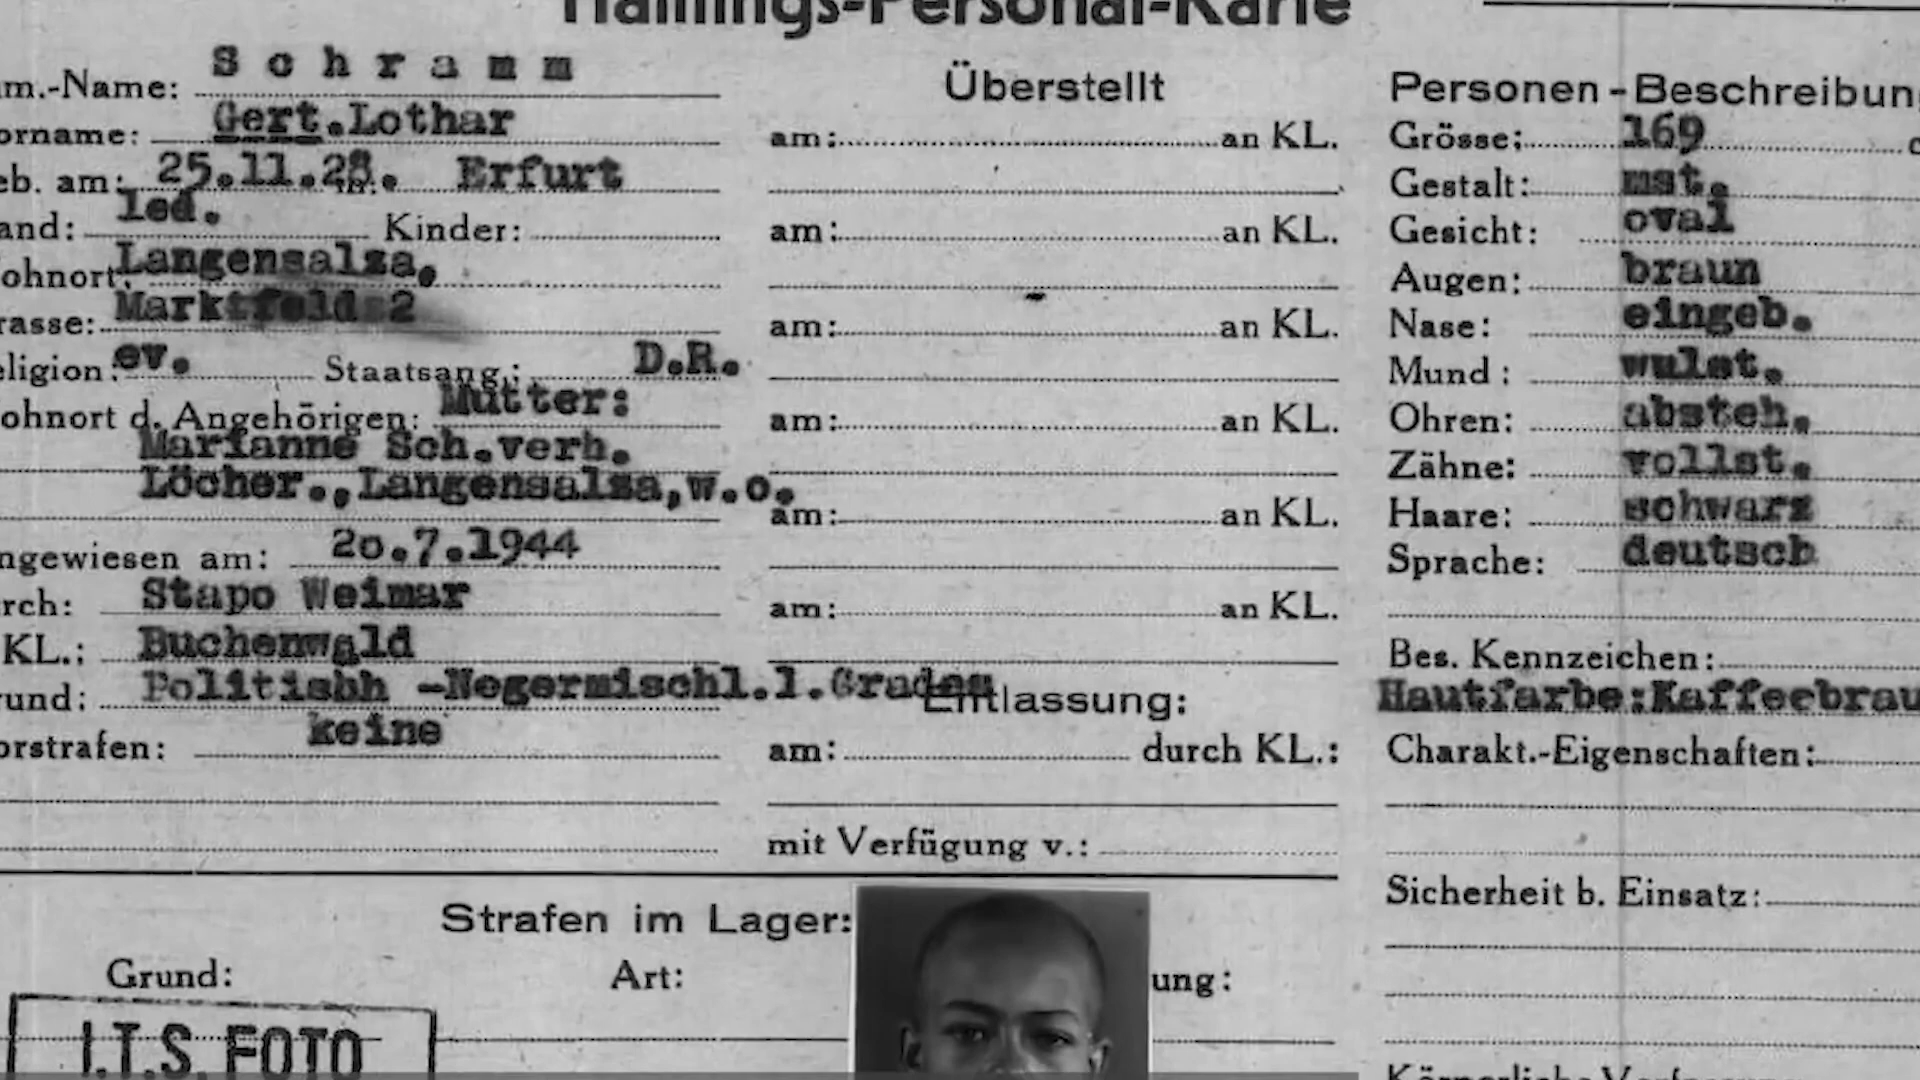 Häftlings-Personal-Karte
m.-Name: Schramm
orname: Gert.Lothar
eb. am: 25.11.28. Erfurt
and: led. Kinder:
ohnort: Langensalza.
rasse: Marktfeld 2
eligion: ev. Staatsang.: D.R.
ohnort d. Angehörigen: Mutter:
Marianne Sch.verh.
Löcher.,Langensalza,w.o.
ngewiesen am: 20.7.1944
rch: Stapo Weimar
KL.: Buchenwald
rund: Politisbh -Negermischl.1.Grades
orstrafen: keine
Überstellt
am: an KL.
am: an KL.
am: an KL.
am: an KL.
am: an KL.
am: an KL.
Entlassung:
am: durch KL.:
mit Verfügung v.:
Personen-Beschreibun
Grösse: 169 c
Gestalt: mst.
Gesicht: oval
Augen: braun
Nase: eingeb.
Mund: wulst.
Ohren: absteh.
Zähne: vollst.
Haare: schwarz
Sprache: deutsch
Bes. Kennzeichen:
Hautfarbe:Kaffeebrau
Charakt.-Eigenschaften:
Sicherheit b. Einsatz:
Körperliche Verfassung:
Strafen im Lager:
Grund: Art: ung:
I.T.S. FOTO